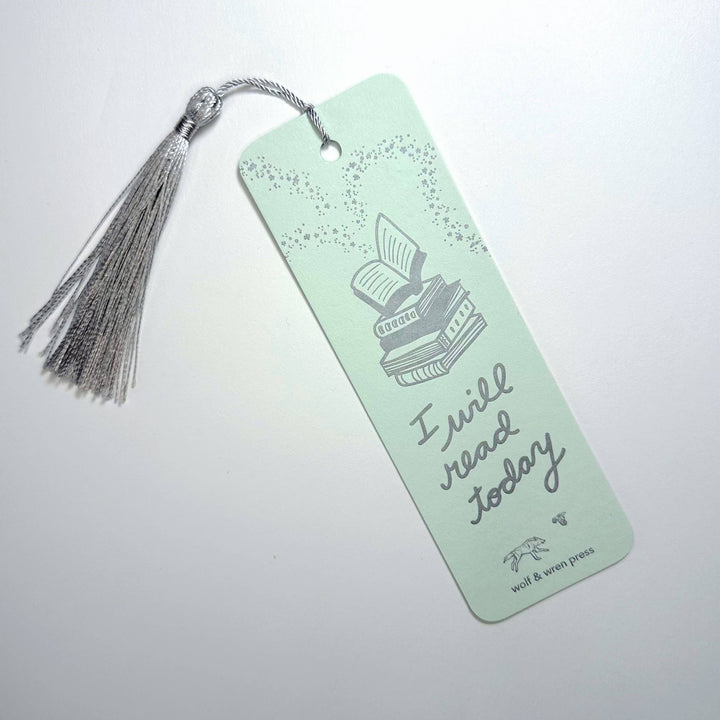 I will
read
today
wolf & wren press